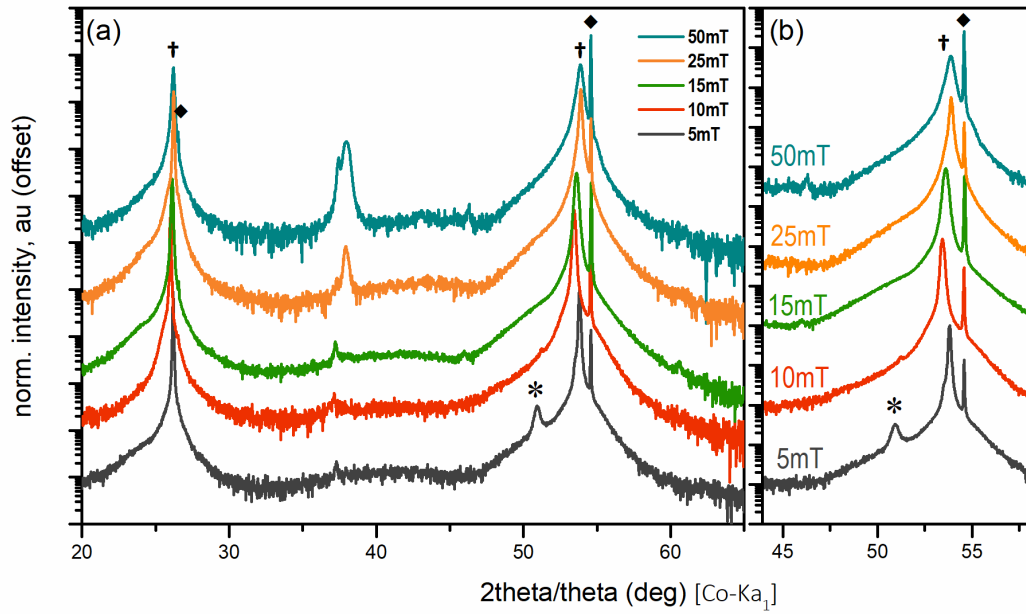 (a)
†
◆
†
◆
50mT
25mT
15mT
10mT
5mT
*
norm. intensity, au (offset)
20 30 40 50 60
(b)
†
◆
50mT
25mT
15mT
10mT
*
5mT
45 50 55
2theta/theta (deg) [Co-Ka₁]